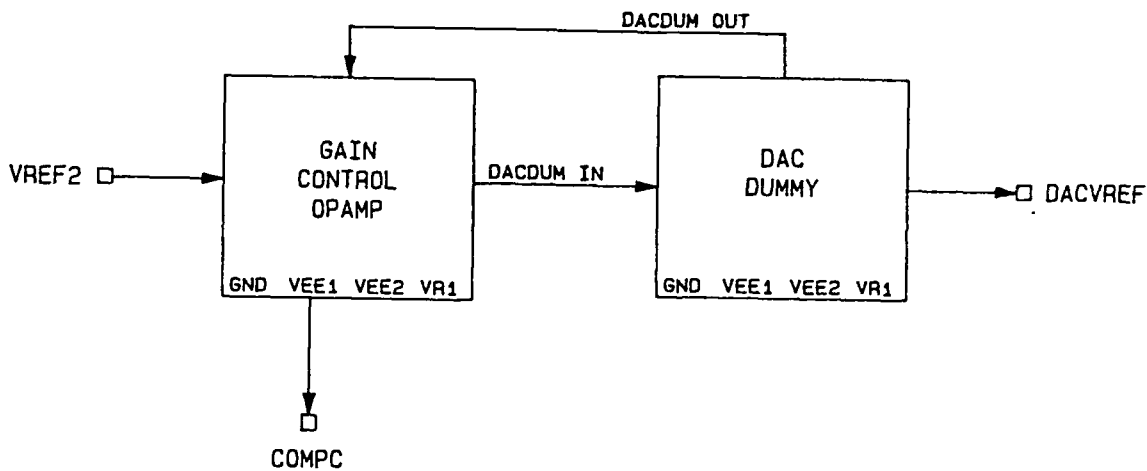 DACDUM OUT
GAIN
CONTROL
OPAMP
DAC
DUMMY
VREF2
DACDUM IN
DACVREF
GND VEE1 VEE2 VR1
GND VEE1 VEE2 VR1
COMPC